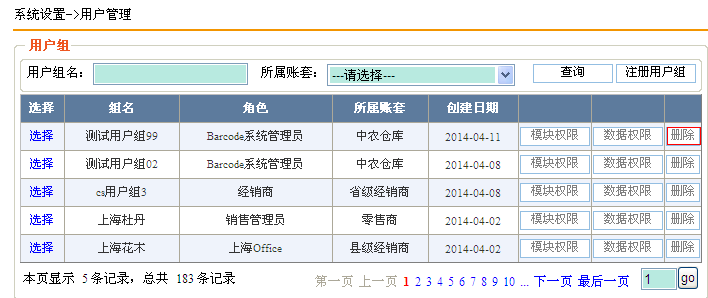 系统设置->用户管理
用户组
用户组名： 所属账套： ---请选择--- 查询 注册用户组
选择 组名 角色 所属账套 创建日期
选择 测试用户组99 Barcode系统管理员 中农仓库 2014-04-11 模块权限 数据权限 删除
选择 测试用户组02 Barcode系统管理员 中农仓库 2014-04-08 模块权限 数据权限 删除
选择 cs用户组3 经销商 省级经销商 2014-04-08 模块权限 数据权限 删除
选择 上海杜丹 销售管理员 零售商 2014-04-02 模块权限 数据权限 删除
选择 上海花木 上海Office 县级经销商 2014-04-02 模块权限 数据权限 删除
本页显示 5条记录，总共 183条记录 第一页 上一页 1 2 3 4 5 6 7 8 9 10 ... 下一页 最后一页 1 go